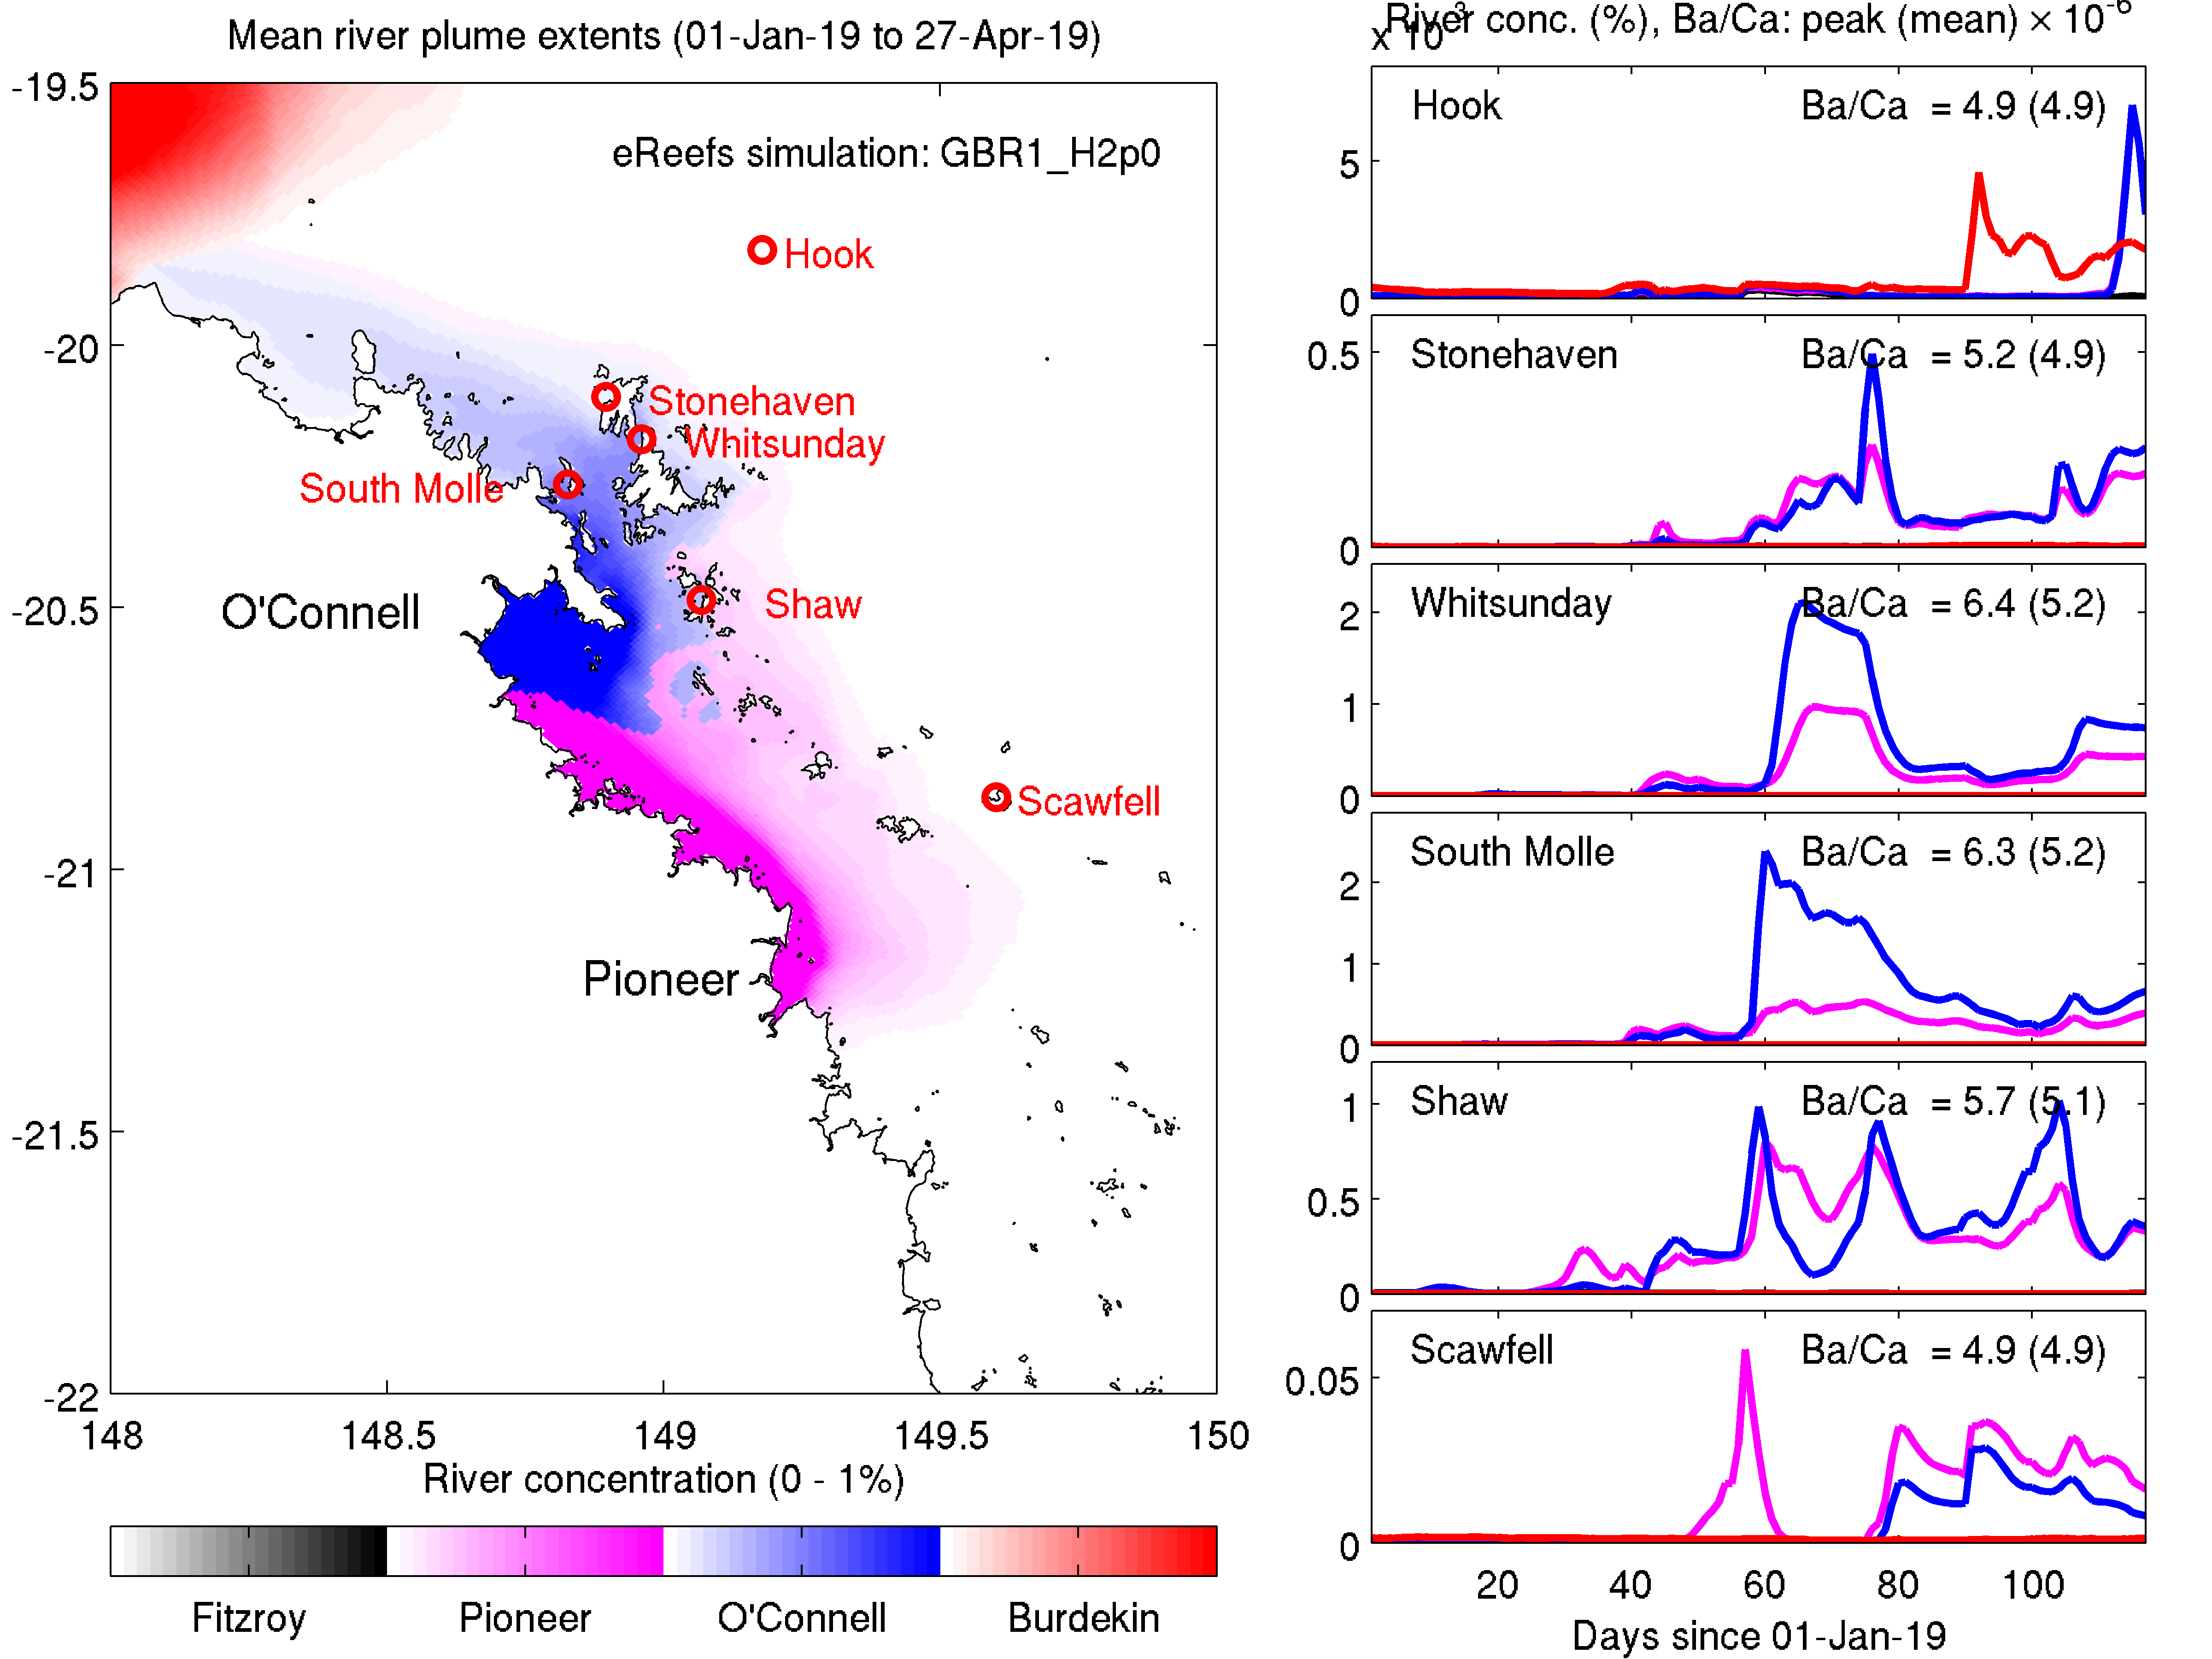 Mean river plume extents (01-Jan-19 to 27-Apr-19)
-19.5
-20
-20.5
-21
-21.5
-22
148
148.5
149
149.5
150
eReefs simulation: GBR1_H2p0
Hook
Stonehaven
Whitsunday
South Molle
O'Connell
Shaw
Scawfell
Pioneer
River concentration (0 - 1%)
Fitzroy
Pioneer
O'Connell
Burdekin
River conc. (%), Ba/Ca: peak (mean) × 10-6
x 10 3
Hook
Ba/Ca = 4.9 (4.9)
5
0
Stonehaven
Ba/Ca = 5.2 (4.9)
0.5
0
Whitsunday
Ba/Ca = 6.4 (5.2)
2
1
0
South Molle
Ba/Ca = 6.3 (5.2)
2
1
0
Shaw
Ba/Ca = 5.7 (5.1)
1
0.5
0
Scawfell
Ba/Ca = 4.9 (4.9)
0.05
0
20
40
60
80
100
Days since 01-Jan-19